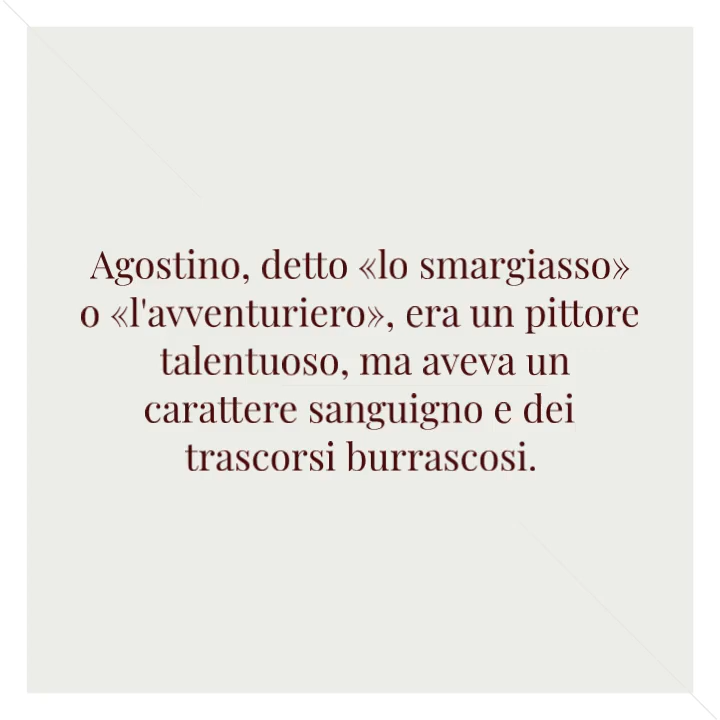 Agostino, detto «lo smargiasso»
o «l'avventuriero», era un pittore
talentuoso, ma aveva un
carattere sanguigno e dei
trascorsi burrascosi.